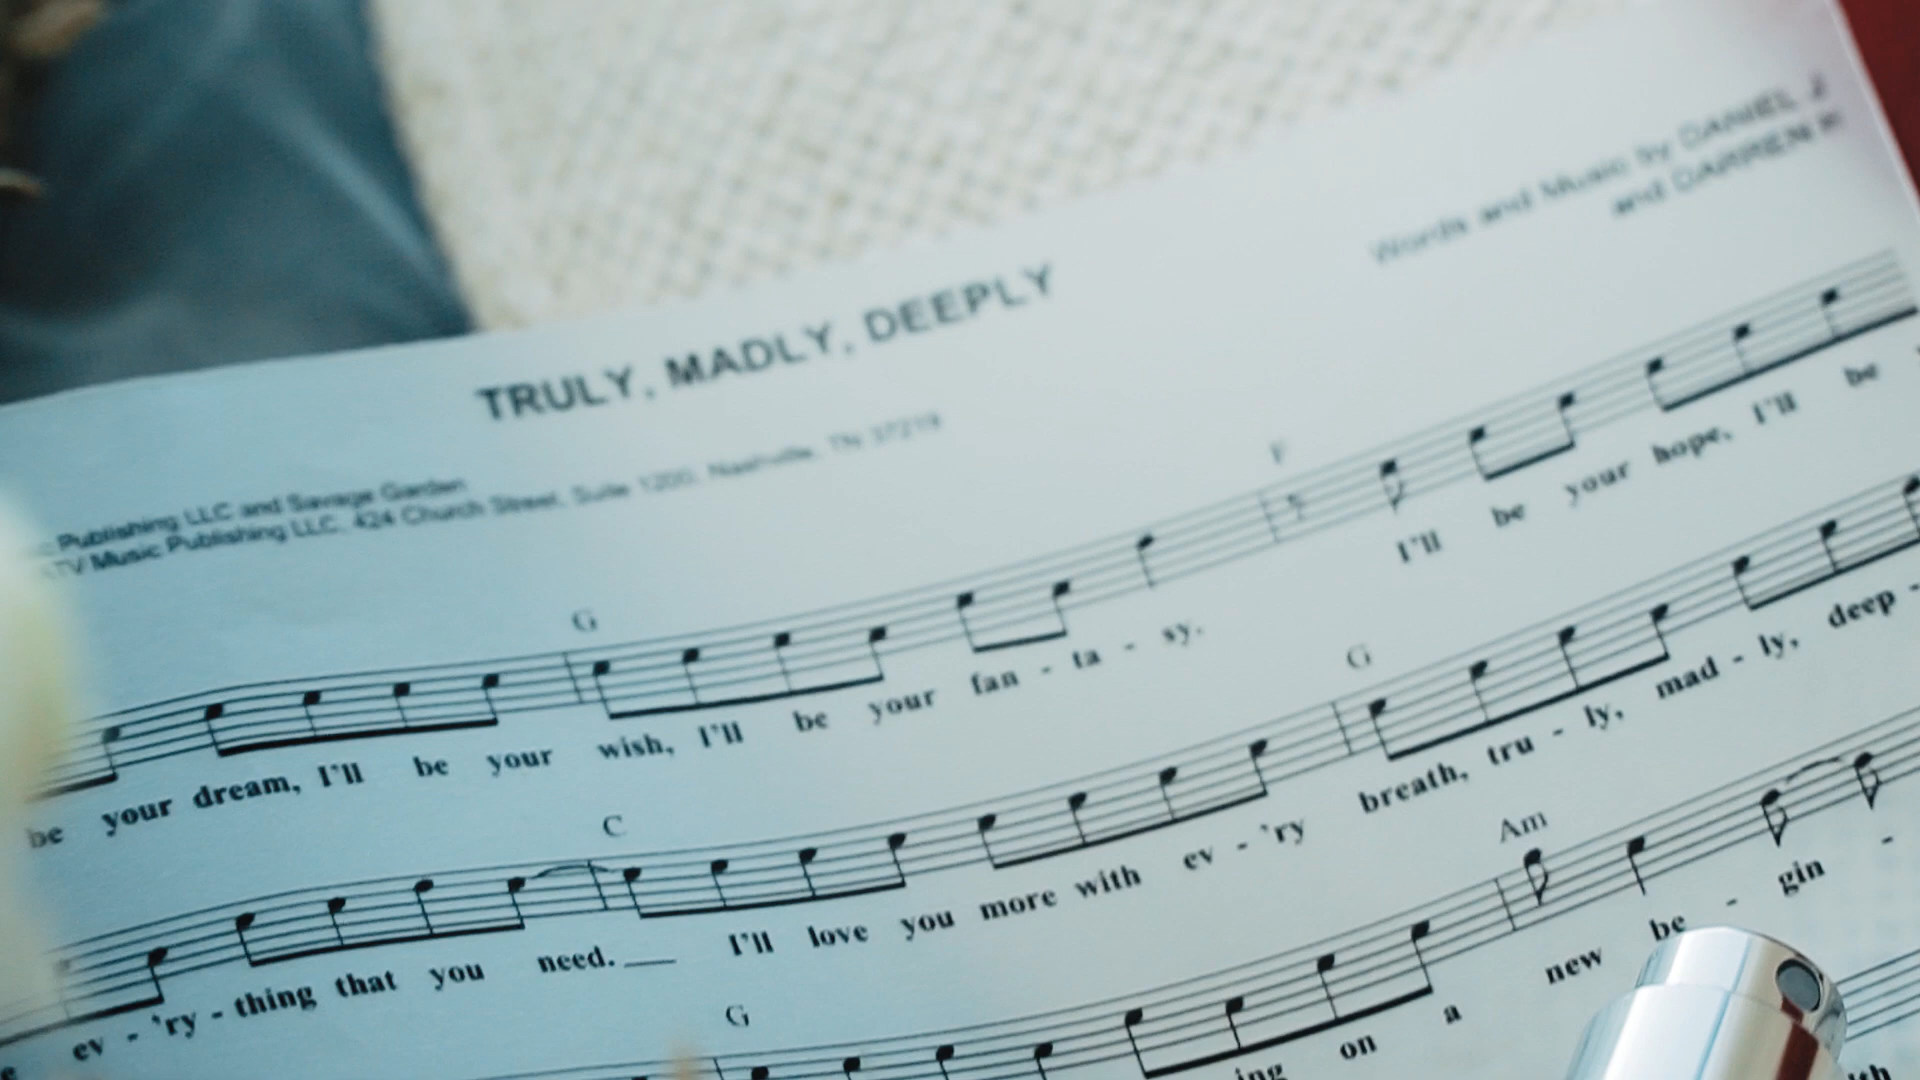 TRULY, MADLY, DEEPLY
Words and Music by DANIEL J
and DARREN H
Publishing LLC and Savage Garden
TV Music Publishing LLC, 424 Church Street, Suite 1200, Nashville, TN 37219
G F
be your dream, I'll be your wish, I'll be your fan - ta - sy. I'll be your hope, I'll be
C G
ev - 'ry - thing that you need. I'll love you more with ev - 'ry breath, tru - ly, mad - ly, deep -
G Am
ing on a new be - gin -